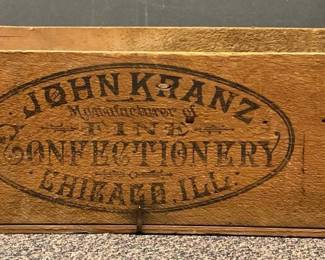 JOHN KRANZ
Manufacturer of
FINE
CONFECTIONERY
CHICAGO, ILL.